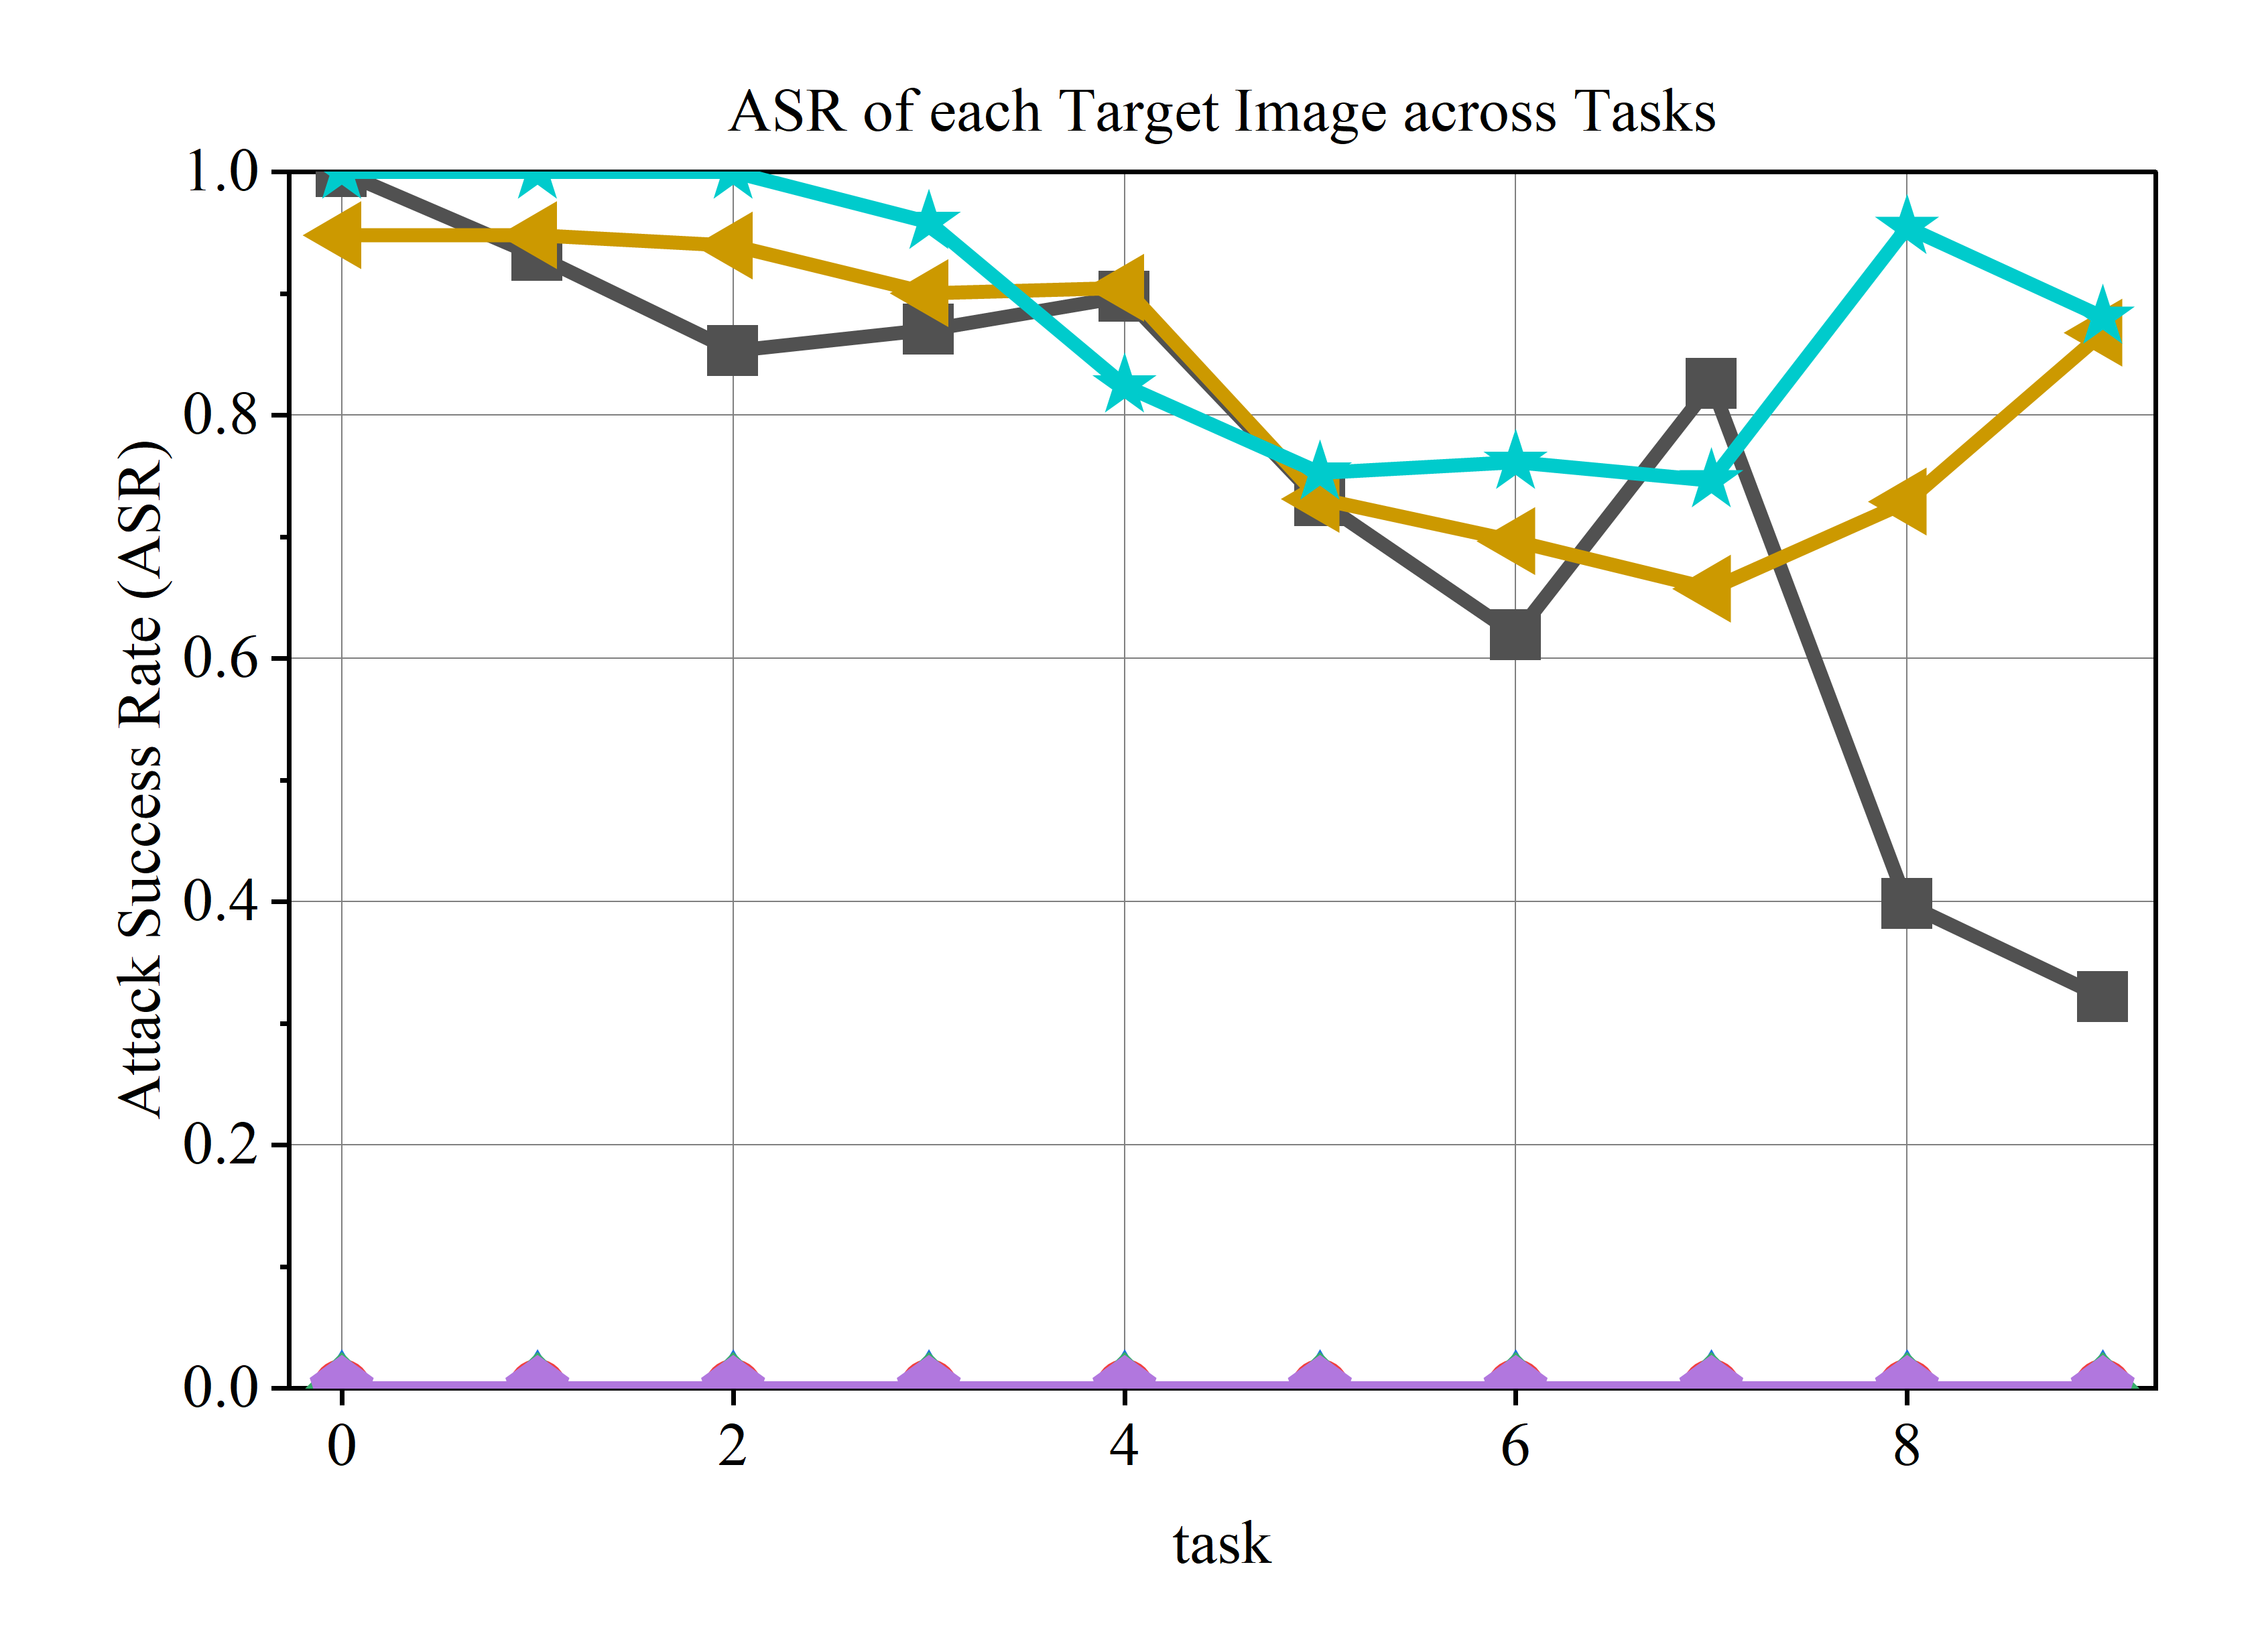 ASR of each Target Image across Tasks
Attack Success Rate (ASR)
1.0
0.8
0.6
0.4
0.2
0.0
0 2 4 6 8
task